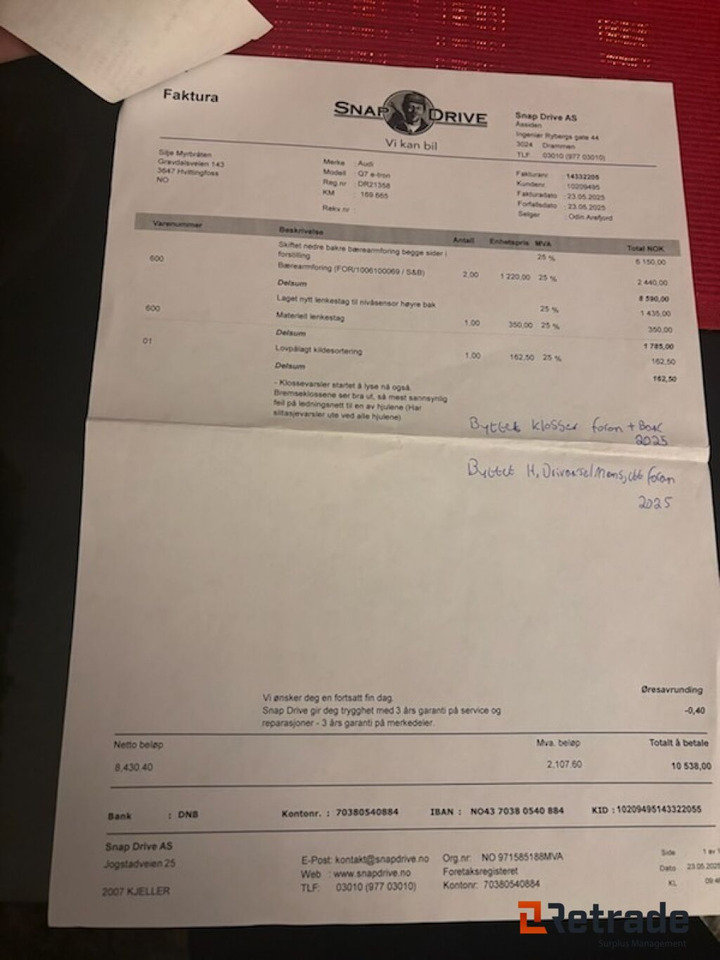 Faktura
SNAP DRIVE
Vi kan bil
Snap Drive AS
Assiden
Ingeniør Rybergs gate 44
3024 Drammen
TLF 03010 (977 03010)
Silje Myrbråten
Grøvdalsveien 143
3647 Hvittingfoss
NO
Merke : Audi
Modell : Q7 e-tron
Reg.nr : DR21358
KM : 169 665
Rekv.nr :
Fakturanr : 14332205
Kundenr : 10209495
Fakturadato : 23.05.2025
Forfallsdato : 23.05.2025
Selger : Odin Arefjord
Varenummer Beskrivelse Antall Enhetspris MVA Total NOK
Skiftet nedre bakre bærearmforing begge sider i forstilling 25 % 6 150,00
600 Bærearmforing (FOR/1006100069 / S&B) 2,00 1 220,00 25 % 2 440,00
Delsum 8 590,00
Laget nytt lenkestag til nivåsensor høyre bak 25 % 1 435,00
600 Materiell lenkestag 1,00 350,00 25 % 350,00
Delsum 1 785,00
01 Lovpålagt kildesortering 1,00 162,50 25 % 162,50
Delsum 162,50
- Klossevarsler startet å lyse nå også.
Bremseklossene ser bra ut, så mest sannsynlig
feil på ledningsnett til en av hjulene (Har
slitasjevarsler ute ved alle hjulene)
Byttet klosser foran + Bak
2025
Byttet H, Drivaksel foran
2025
Vi ønsker deg en fortsatt fin dag.
Snap Drive gir deg trygghet med 3 års garanti på service og
reparasjoner - 3 års garanti på merkedeler.
Øresavrunding
-0,40
Netto beløp Mva. beløp Totalt å betale
8,430.40 2,107.60 10 538,00
Bank : DNB Kontonr. : 70380540884 IBAN : NO43 7038 0540 884 KID : 10209495143322055
Snap Drive AS
Jogstadveien 25
2007 KJELLER
E-Post: kontakt@snapdrive.no
Web : www.snapdrive.no
TLF: 03010 (977 03010)
Org.nr: NO 971585188MVA
Foretaksregisteret
Kontonr: 70380540884
Side 1 av
Dato 23.05.2025
KL
Retrade
Surplus Management